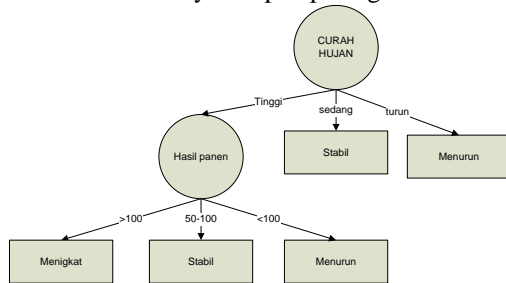 CURAH
HUJAN
Tinggi
sedang
turun
Hasil panen
Stabil
Menurun
>100
50-100
<100
Menigkat
Stabil
Menurun